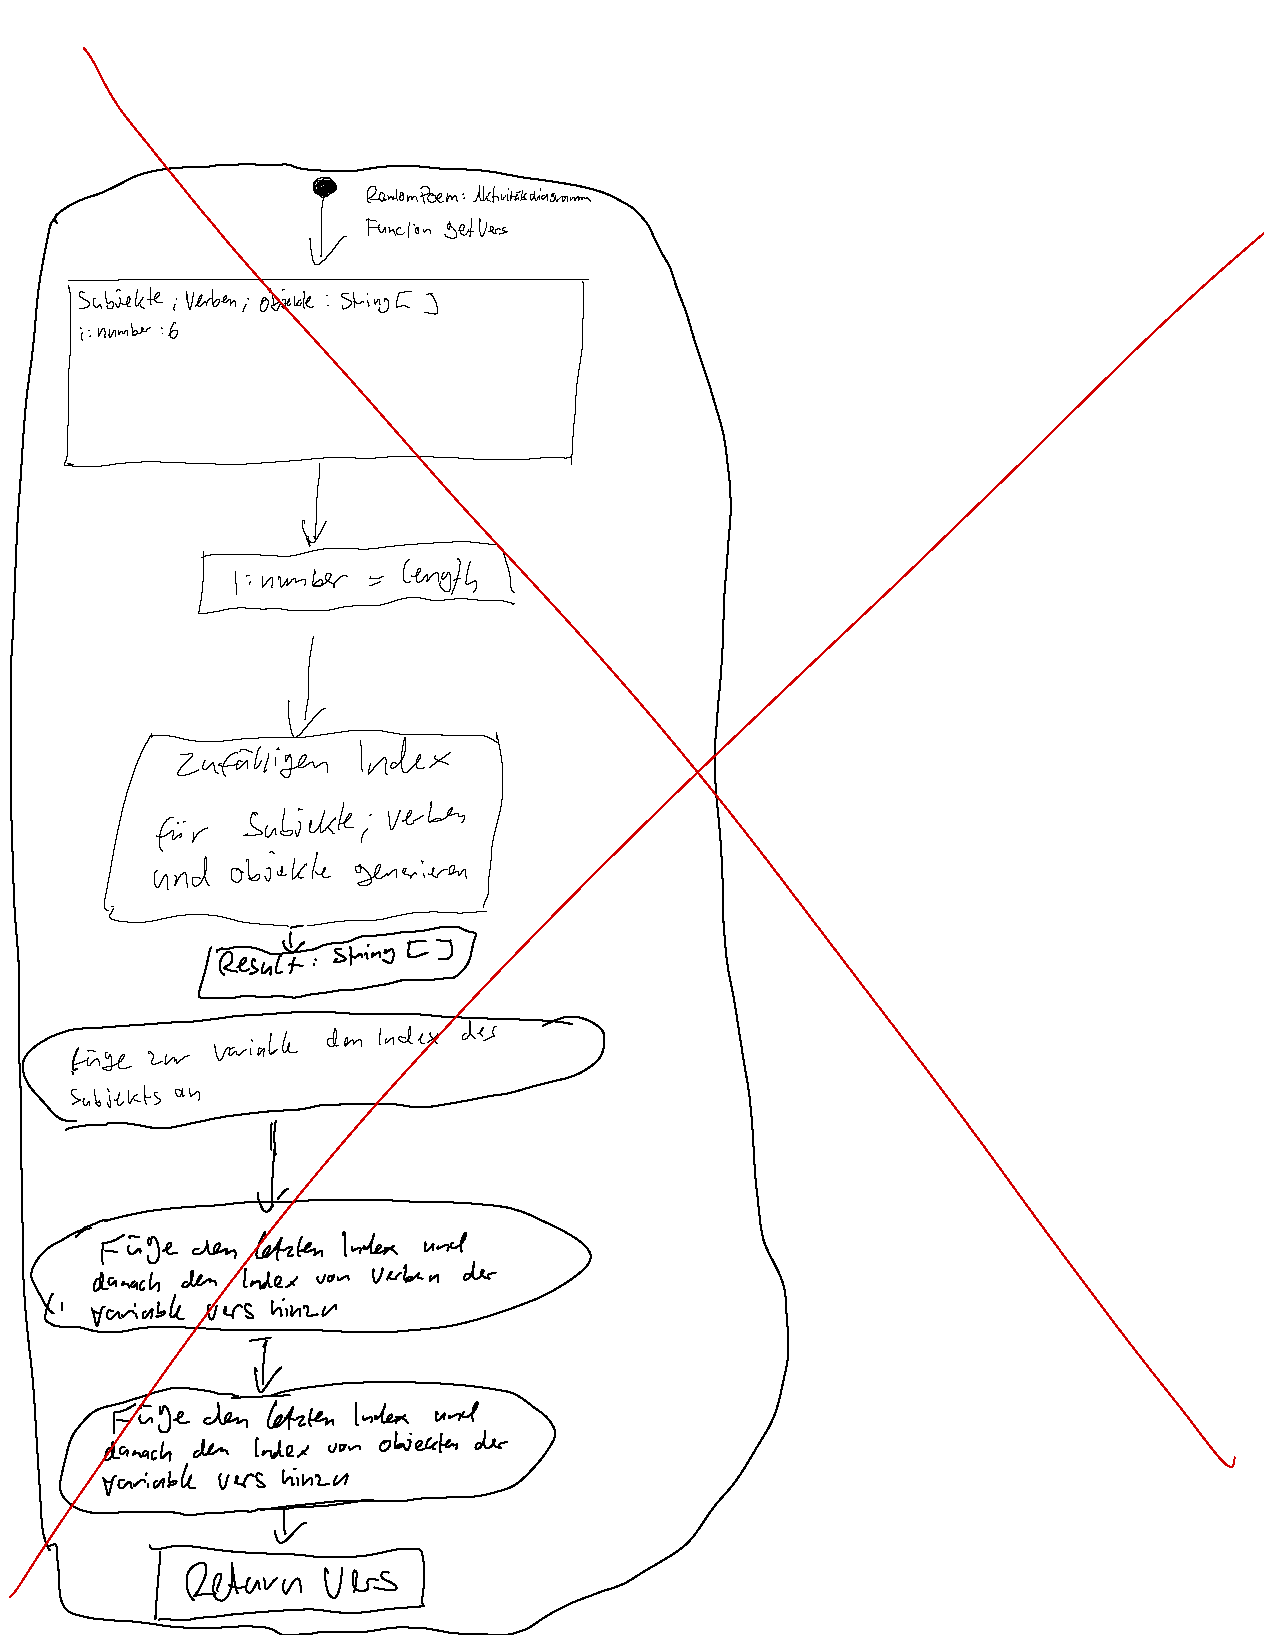 RandomPoem: Aktivitätsdiagramm
Funcion getVers
Subjekte ; Verben ; Objekte : String [ ]
i : number : 6
i : number = length
Zufälligen Index
für Subjekte ; Verben
und Objekte generieren
Result : String [ ]
Füge zur Variable den Index des
Subjekts an
Füge den letzten Index und
danach den Index von Verben der
Variable Vers hinzu
Füge den letzten Index und
danach den Index von Objekten der
Variable Vers hinzu
Return Vers